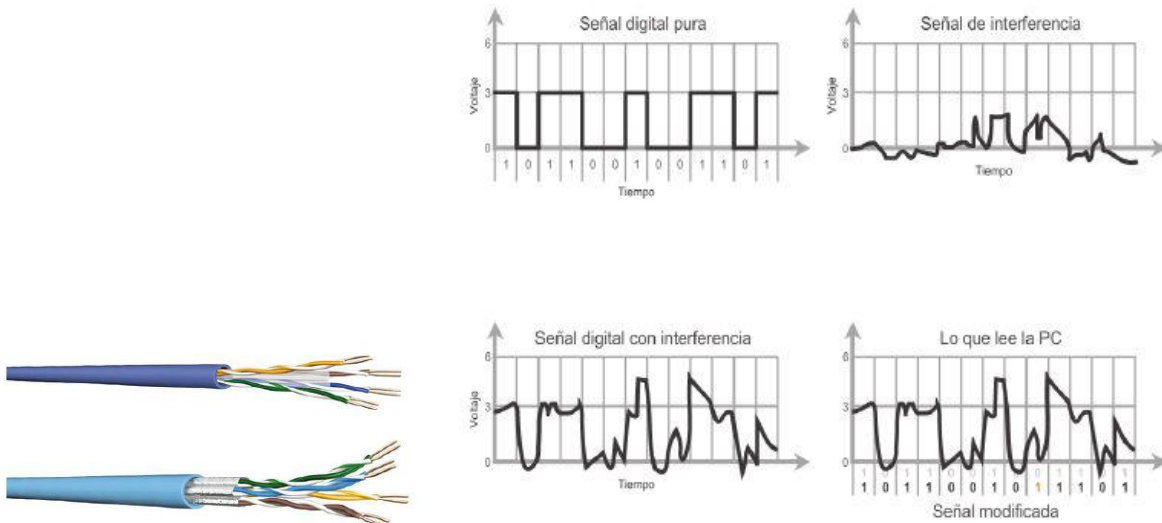 Señal digital pura
6
3
0
Voltaje
1 0 1 1 0 0 1 0 0 1 1 0 1
Tiempo
Señal de interferencia
6
3
0
Voltaje
Tiempo
Señal digital con interferencia
6
3
0
Voltaje
Tiempo
Lo que lee la PC
6
3
0
1 0 1 1 0 0 1 0 1 1 1 0 1
Señal modificada